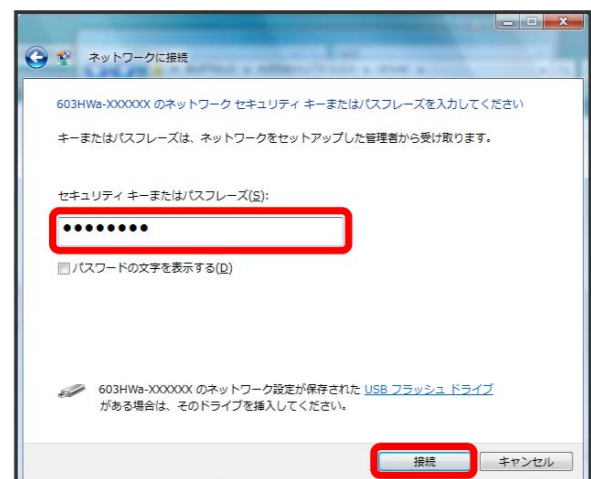 ネットワークに接続
603HWa-XXXXXX のネットワーク セキュリティ キーまたはパスフレーズを入力してください
キーまたはパスフレーズは、ネットワークをセットアップした管理者から受け取ります。
セキュリティ キーまたはパスフレーズ(S):
●●●●●●●●
パスワードの文字を表示する(D)
603HWa-XXXXXX のネットワーク設定が保存された USB フラッシュ ドライブ
がある場合は、そのドライブを挿入してください。
接続 キャンセル